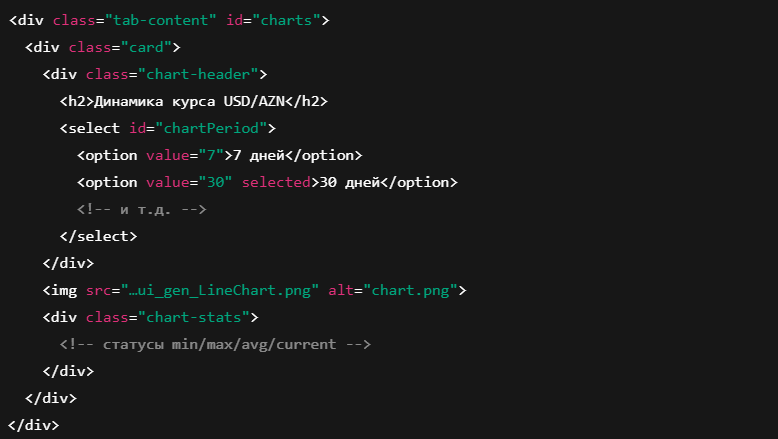 <div class="tab-content" id="charts">
<div class="card">
<div class="chart-header">
<h2>Динамика курса USD/AZN</h2>
<select id="chartPeriod">
<option value="7">7 дней</option>
<option value="30" selected>30 дней</option>
<!-- и т.д. -->
</select>
</div>
<img src="…ui_gen_LineChart.png" alt="chart.png">
<div class="chart-stats">
<!-- статусы min/max/avg/current -->
</div>
</div>
</div>